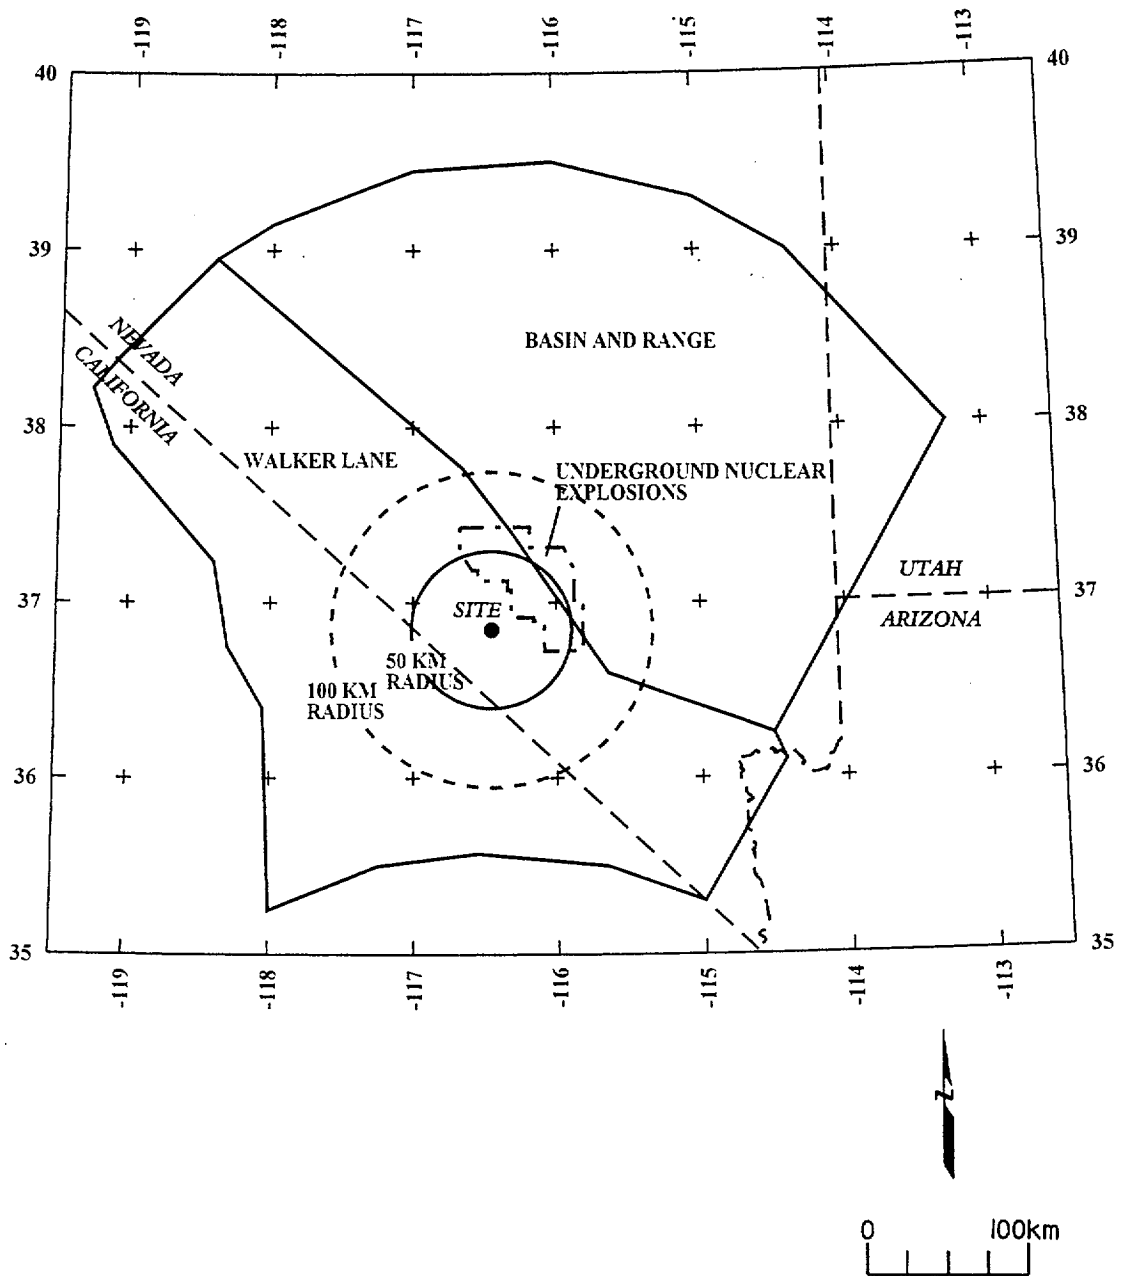 -119
-118
-117
-116
-115
-114
-113
40
40
39
39
NEVADA
CALIFORNIA
BASIN AND RANGE
38
38
WALKER LANE
UNDERGROUND NUCLEAR
EXPLOSIONS
UTAH
37
37
SITE
ARIZONA
50 KM
RADIUS
100 KM
RADIUS
36
36
35
35
-119
-118
-117
-116
-115
-114
-113
N
0
100km